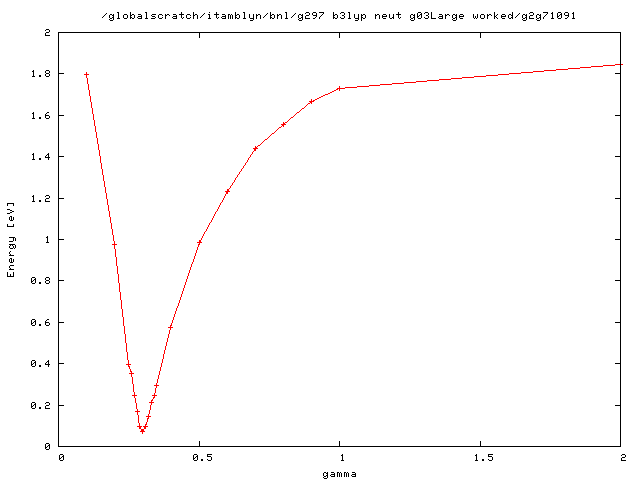 /globalscratch/itamblyn/bnl/g297 b3lyp neut g03Large worked/g2g71091
2
1.8
1.6
1.4
1.2
1
0.8
0.6
0.4
0.2
0
Energy [eV]
0 0.5 1 1.5 2
gamma